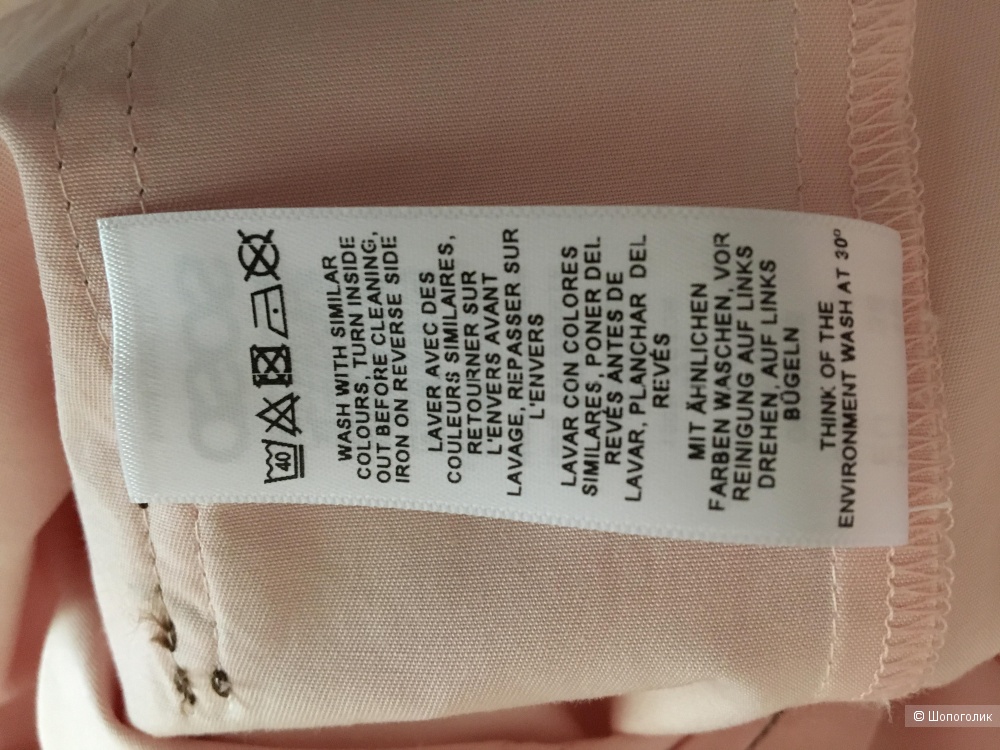 40
WASH WITH SIMILAR
COLOURS, TURN INSIDE
OUT BEFORE CLEANING,
IRON ON REVERSE SIDE
LAVER AVEC DES
COULEURS SIMILAIRES,
RETOURNER SUR
L'ENVERS AVANT
LAVAGE, REPASSER SUR
L'ENVERS
LAVAR CON COLORES
SIMILARES, PONER DEL
REVÉS ANTES DE
LAVAR, PLANCHAR DEL
REVÉS
MIT ÄHNLICHEN
FARBEN WASCHEN, VOR
REINIGUNG AUF LINKS
DREHEN, AUF LINKS
BÜGELN
THINK OF THE
ENVIRONMENT WASH AT 30º
© Шопоголик